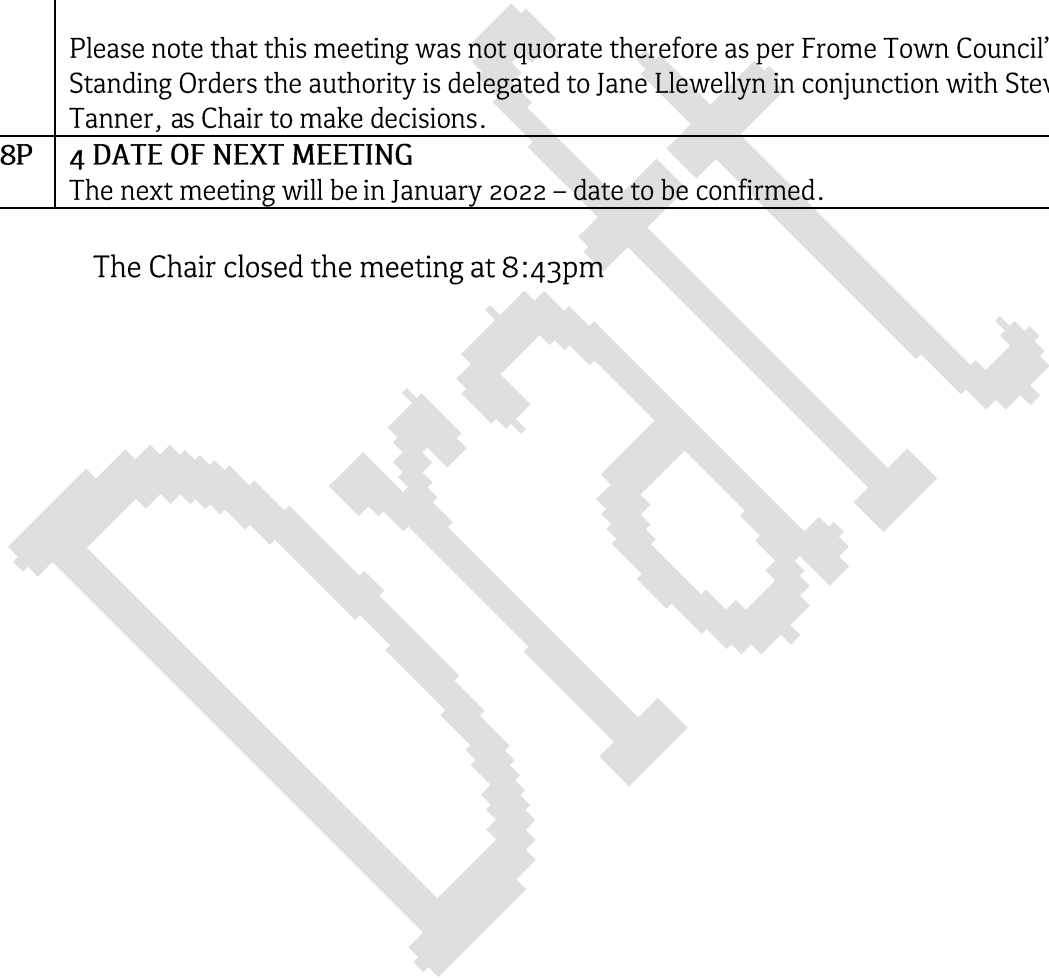 Please note that this meeting was not quorate therefore as per Frome Town Council’
Standing Orders the authority is delegated to Jane Llewellyn in conjunction with Stev
Tanner, as Chair to make decisions.
8P 4 DATE OF NEXT MEETING
The next meeting will be in January 2022 – date to be confirmed.
The Chair closed the meeting at 8:43pm
Draft